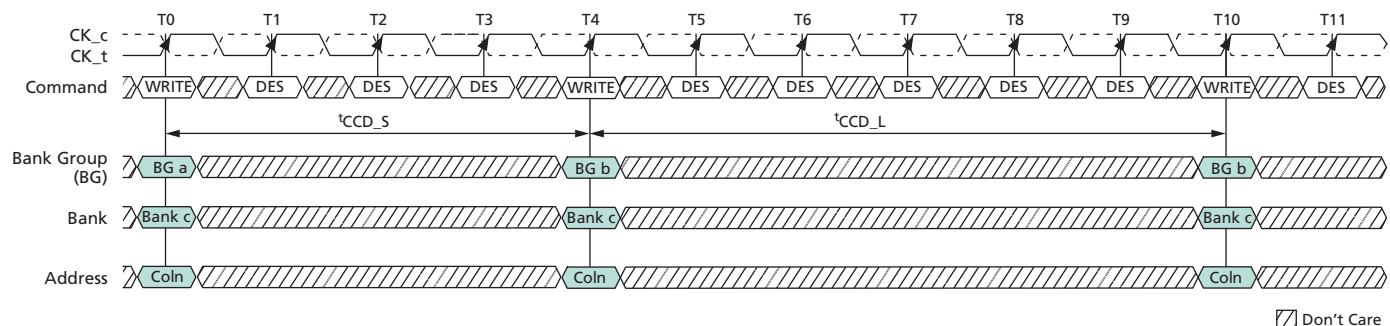 T0 T1 T2 T3 T4 T5 T6 T7 T8 T9 T10 T11
CK_c
CK_t
Command WRITE DES DES DES WRITE DES DES DES DES DES WRITE DES
tCCD_S tCCD_L
Bank Group
(BG) BG a BG b BG b
Bank Bank c Bank c Bank c
Address Coln Coln Coln
Don't Care